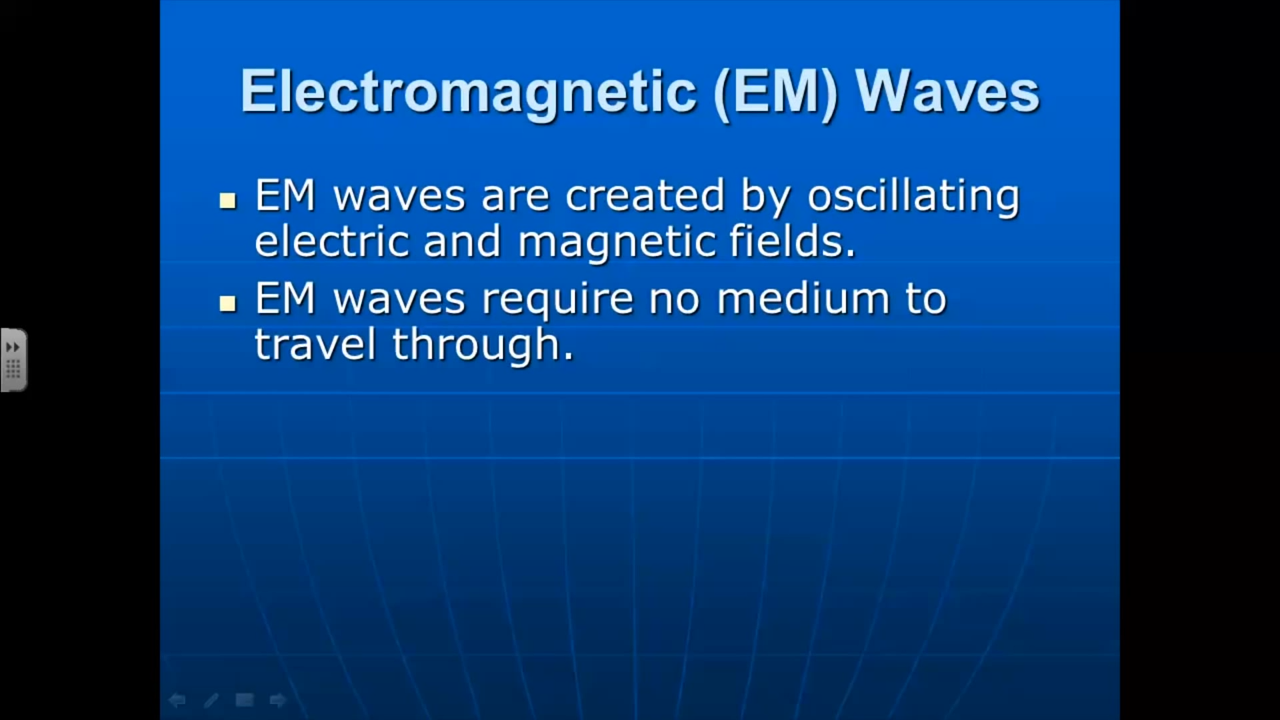 Electromagnetic (EM) Waves
EM waves are created by oscillating
electric and magnetic fields.
EM waves require no medium to
travel through.